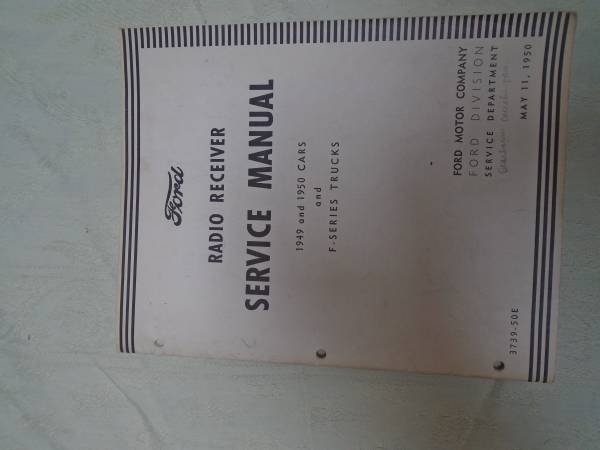 Ford
RADIO RECEIVER
SERVICE MANUAL
1949 and 1950 CARS
and
F-SERIES TRUCKS
FORD MOTOR COMPANY
FORD DIVISION
SERVICE DEPARTMENT
3739-50E
MAY 11, 1950